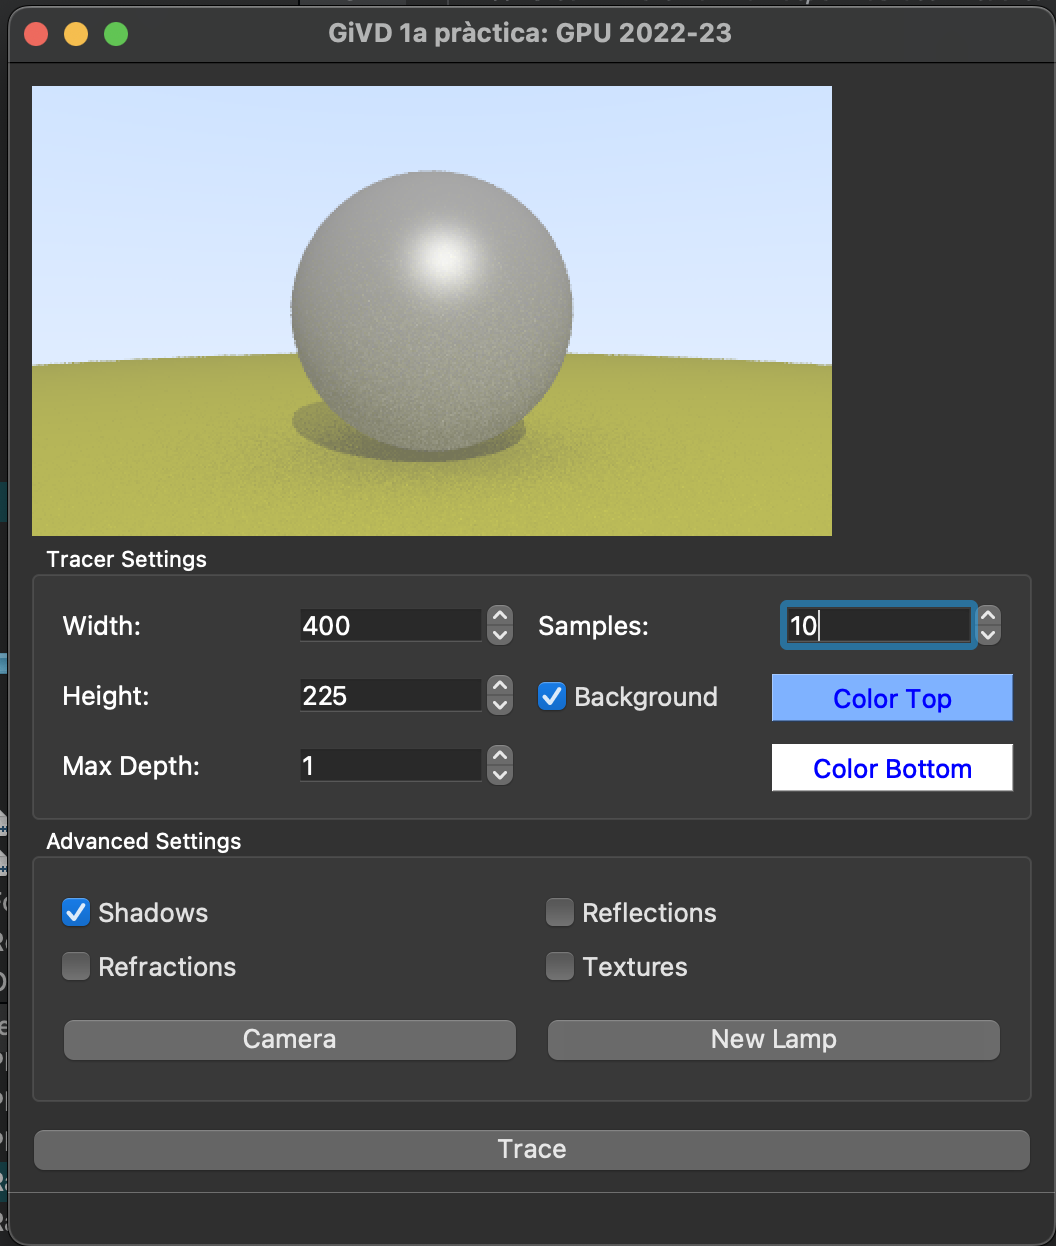 GiVD 1a pràctica: GPU 2022-23
Tracer Settings
Width: 400 Samples: 10
Height: 225 Background Color Top
Max Depth: 1 Color Bottom
Advanced Settings
Shadows Reflections
Refractions Textures
Camera New Lamp
Trace